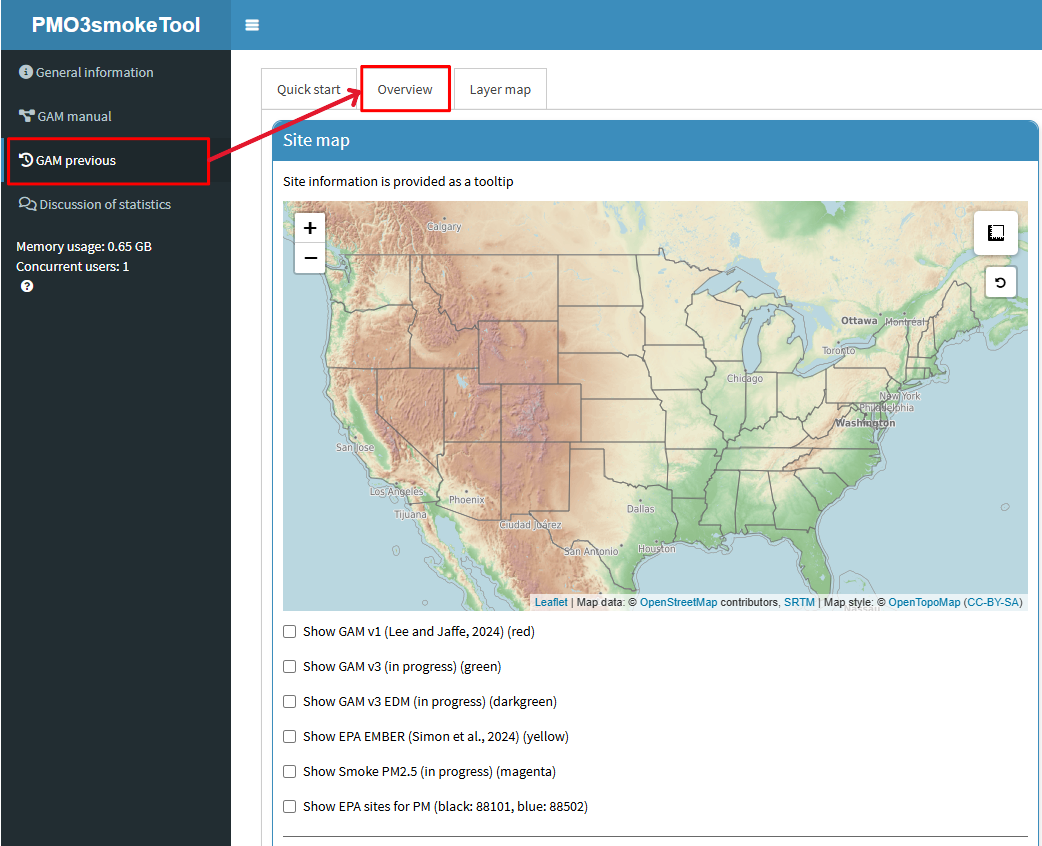 PMO3smokeTool
General information
GAM manual
GAM previous
Discussion of statistics
Memory usage: 0.65 GB
Concurrent users: 1
Quick start
Overview
Layer map
Site map
Site information is provided as a tooltip
+
−
Calgary
Ottawa
Montreal
Toronto
Chicago
New York
Philadelphia
Washington
San Jose
Los Angeles
Phoenix
Tijuana
Dallas
Ciudad Juárez
San Antonio
Houston
Leaflet | Map data: © OpenStreetMap contributors, SRTM | Map style: © OpenTopoMap (CC-BY-SA)
Show GAM v1 (Lee and Jaffe, 2024) (red)
Show GAM v3 (in progress) (green)
Show GAM v3 EDM (in progress) (darkgreen)
Show EPA EMBER (Simon et al., 2024) (yellow)
Show Smoke PM2.5 (in progress) (magenta)
Show EPA sites for PM (black: 88101, blue: 88502)